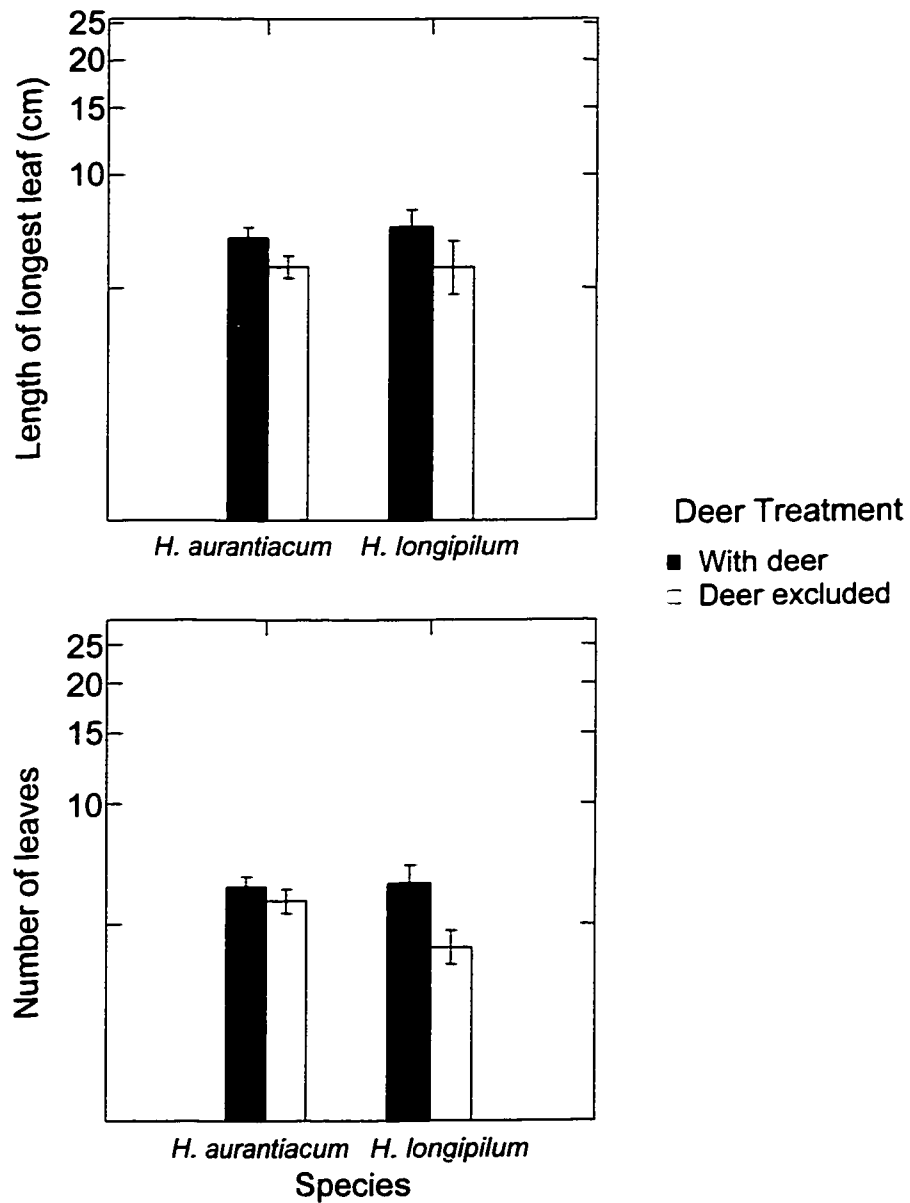 25
20
15
10
Length of longest leaf (cm)
H. aurantiacum H. longipilum
Deer Treatment
With deer
Deer excluded
25
20
15
10
Number of leaves
H. aurantiacum H. longipilum
Species